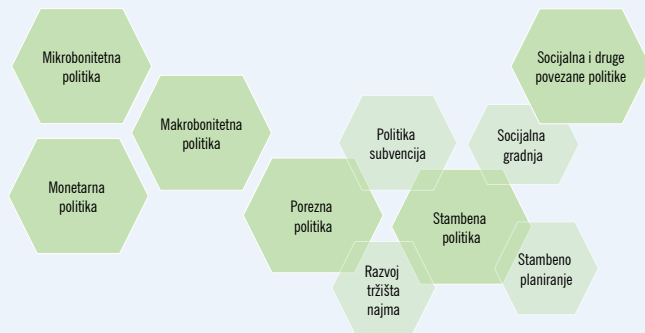 Mikrobonitetna
politika
Socijalna i druge
povezane politike
Makrobonitetna
politika
Politika
subvencija
Socijalna
gradnja
Monetarna
politika
Porezna
politika
Stambena
politika
Razvoj
tržišta
najma
Stambeno
planiranje